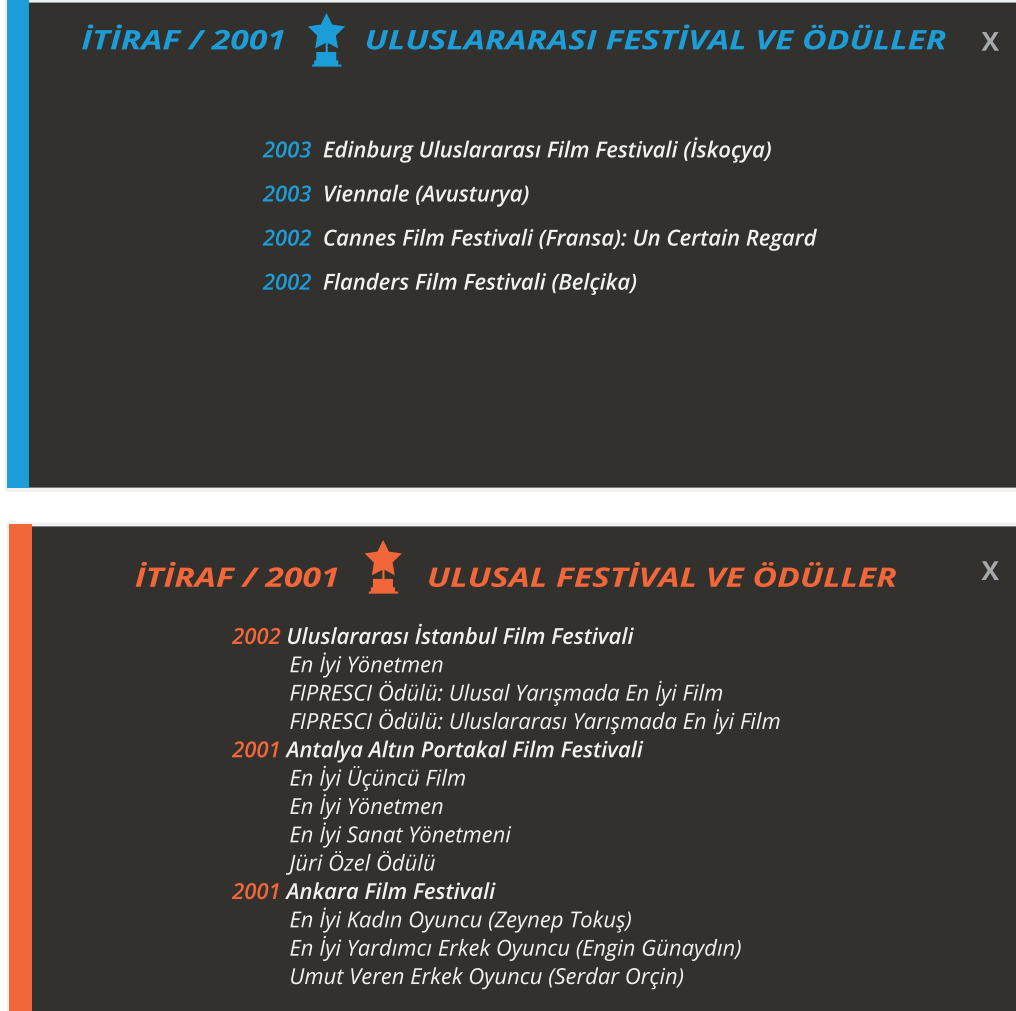 İTİRAF / 2001 ULUSLARARASI FESTİVAL VE ÖDÜLLER X
2003 Edinburg Uluslararası Film Festivali (İskoçya)
2003 Viennale (Avusturya)
2002 Cannes Film Festivali (Fransa): Un Certain Regard
2002 Flanders Film Festivali (Belçika)
İTİRAF / 2001 ULUSAL FESTİVAL VE ÖDÜLLER X
2002 Uluslararası İstanbul Film Festivali
En İyi Yönetmen
FIPRESCI Ödülü: Ulusal Yarışmada En İyi Film
FIPRESCI Ödülü: Uluslararası Yarışmada En İyi Film
2001 Antalya Altın Portakal Film Festivali
En İyi Üçüncü Film
En İyi Yönetmen
En İyi Sanat Yönetmeni
Jüri Özel Ödülü
2001 Ankara Film Festivali
En İyi Kadın Oyuncu (Zeynep Tokuş)
En İyi Yardımcı Erkek Oyuncu (Engin Günaydın)
Umut Veren Erkek Oyuncu (Serdar Orçin)